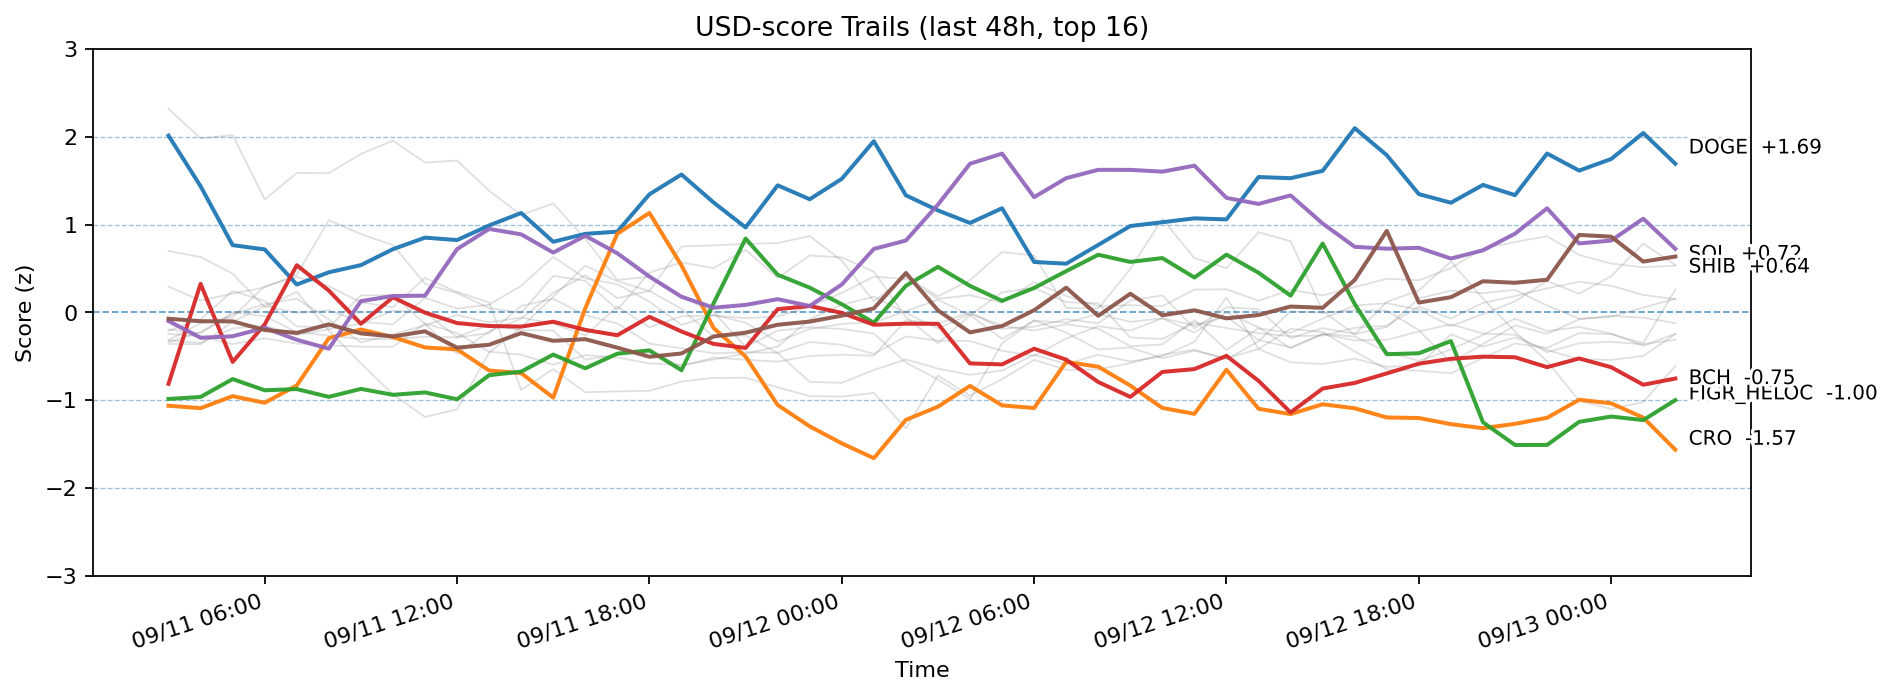 USD-score Trails (last 48h, top 16)
Score (z)
3
2
1
0
−1
−2
−3
DOGE +1.69
SOL +0.72
SHIB +0.64
BCH -0.75
FIGR_HELOC -1.00
CRO -1.57
09/11 06:00
09/11 12:00
09/11 18:00
09/12 00:00
09/12 06:00
09/12 12:00
09/12 18:00
09/13 00:00
Time